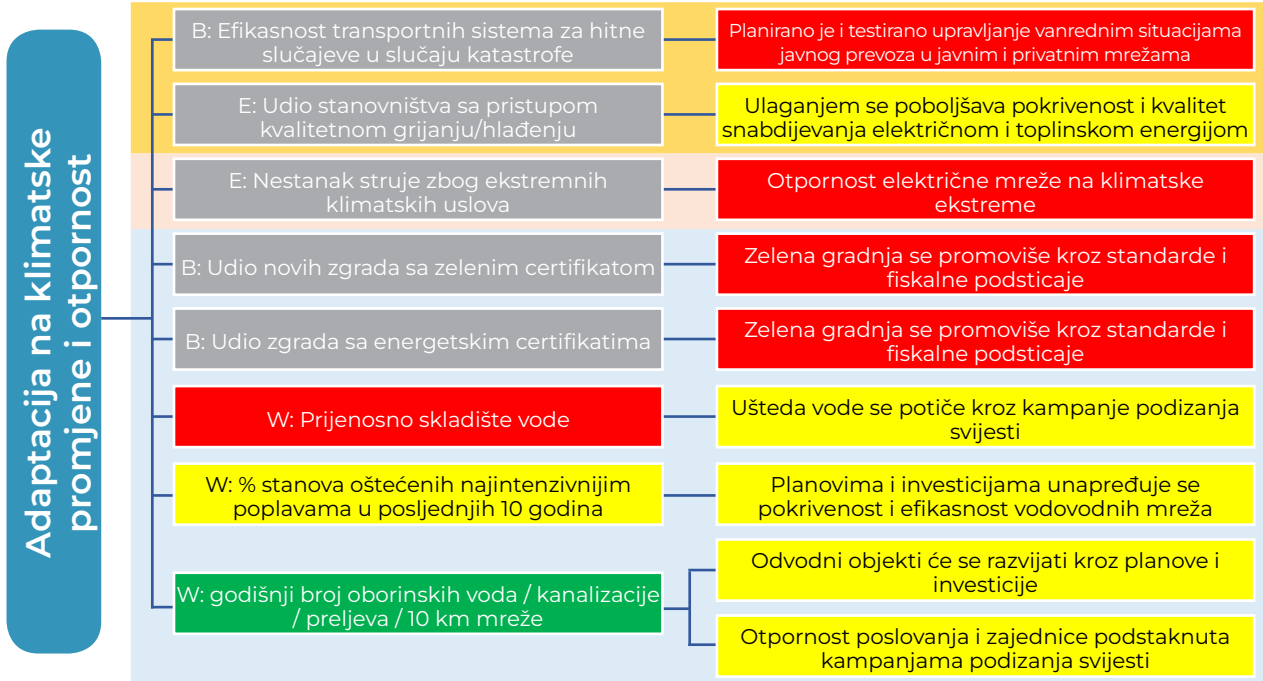 Adaptacija na klimatske
promjene i otpornost
B: Efikasnost transportnih sistema za hitne
slučajeve u slučaju katastrofe
Planirano je i testirano upravljanje vanrednim situacijama
javnog prevoza u javnim i privatnim mrežama
E: Udio stanovništva sa pristupom
kvalitetnom grijanju/hlađenju
Ulaganjem se poboljšava pokrivenost i kvalitet
snabdijevanja električnom i toplinskom energijom
E: Nestanak struje zbog ekstremnih
klimatskih uslova
Otpornost električne mreže na klimatske
ekstreme
B: Udio novih zgrada sa zelenim certifikatom
Zelena gradnja se promoviše kroz standarde i
fiskalne podsticaje
B: Udio zgrada sa energetskim certifikatima
Zelena gradnja se promoviše kroz standarde i
fiskalne podsticaje
W: Prijenosno skladište vode
Ušteda vode se potiče kroz kampanje podizanja
svijesti
W: % stanova oštećenih najintenzivnijim
poplavama u posljednjih 10 godina
Planovima i investicijama unapređuje se
pokrivenost i efikasnost vodovodnih mreža
W: godišnji broj oborinskih voda / kanalizacije
/ preljeva / 10 km mreže
Odvodni objekti će se razvijati kroz planove i
investicije
Otpornost poslovanja i zajednice podstaknuta
kampanjama podizanja svijesti